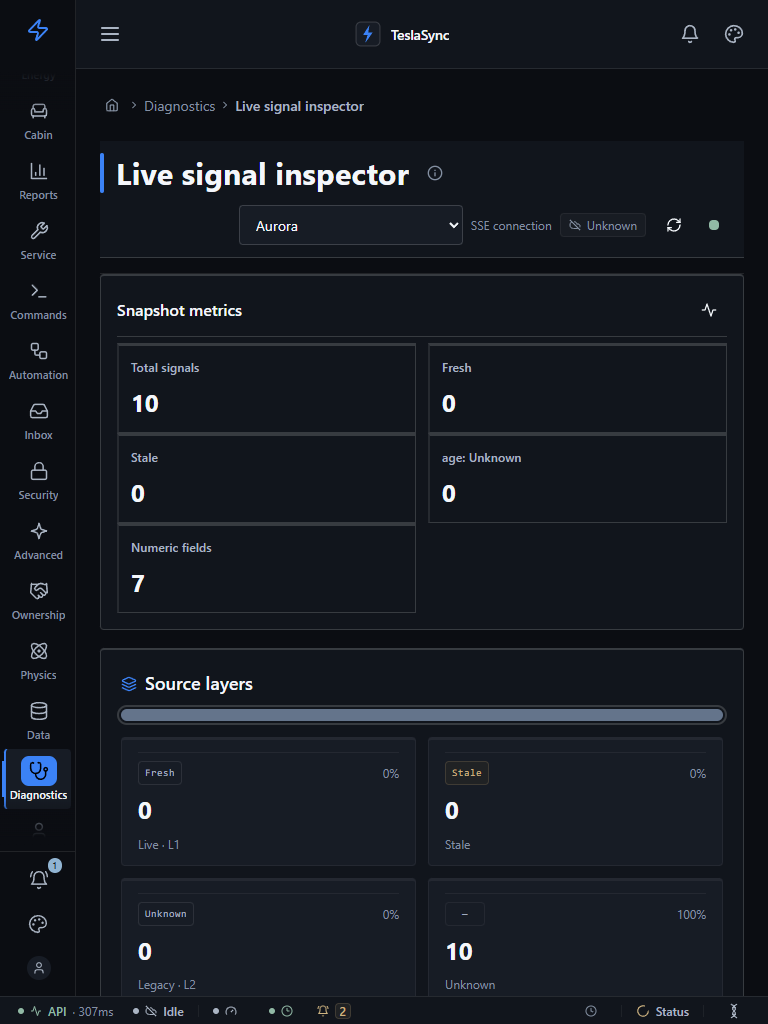 TeslaSync
Cabin
Reports
Service
Commands
Automation
Inbox
Security
Advanced
Ownership
Physics
Data
Diagnostics
1
Diagnostics
Live signal inspector
Live signal inspector
Aurora
SSE connection
Unknown
Snapshot metrics
Total signals
10
Fresh
0
Stale
0
age: Unknown
0
Numeric fields
7
Source layers
Fresh
0%
0
Live · L1
Stale
0%
0
Stale
Unknown
0%
0
Legacy · L2
–
100%
10
Unknown
API · 307ms
Idle
2
Status